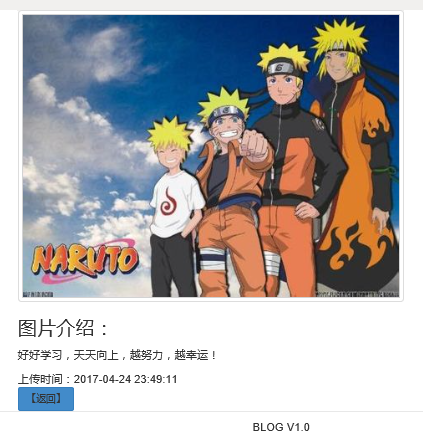 NARUTO
图片介绍：
好好学习，天天向上，越努力，越幸运！
上传时间：2017-04-24 23:49:11
【返回】
BLOG V1.0